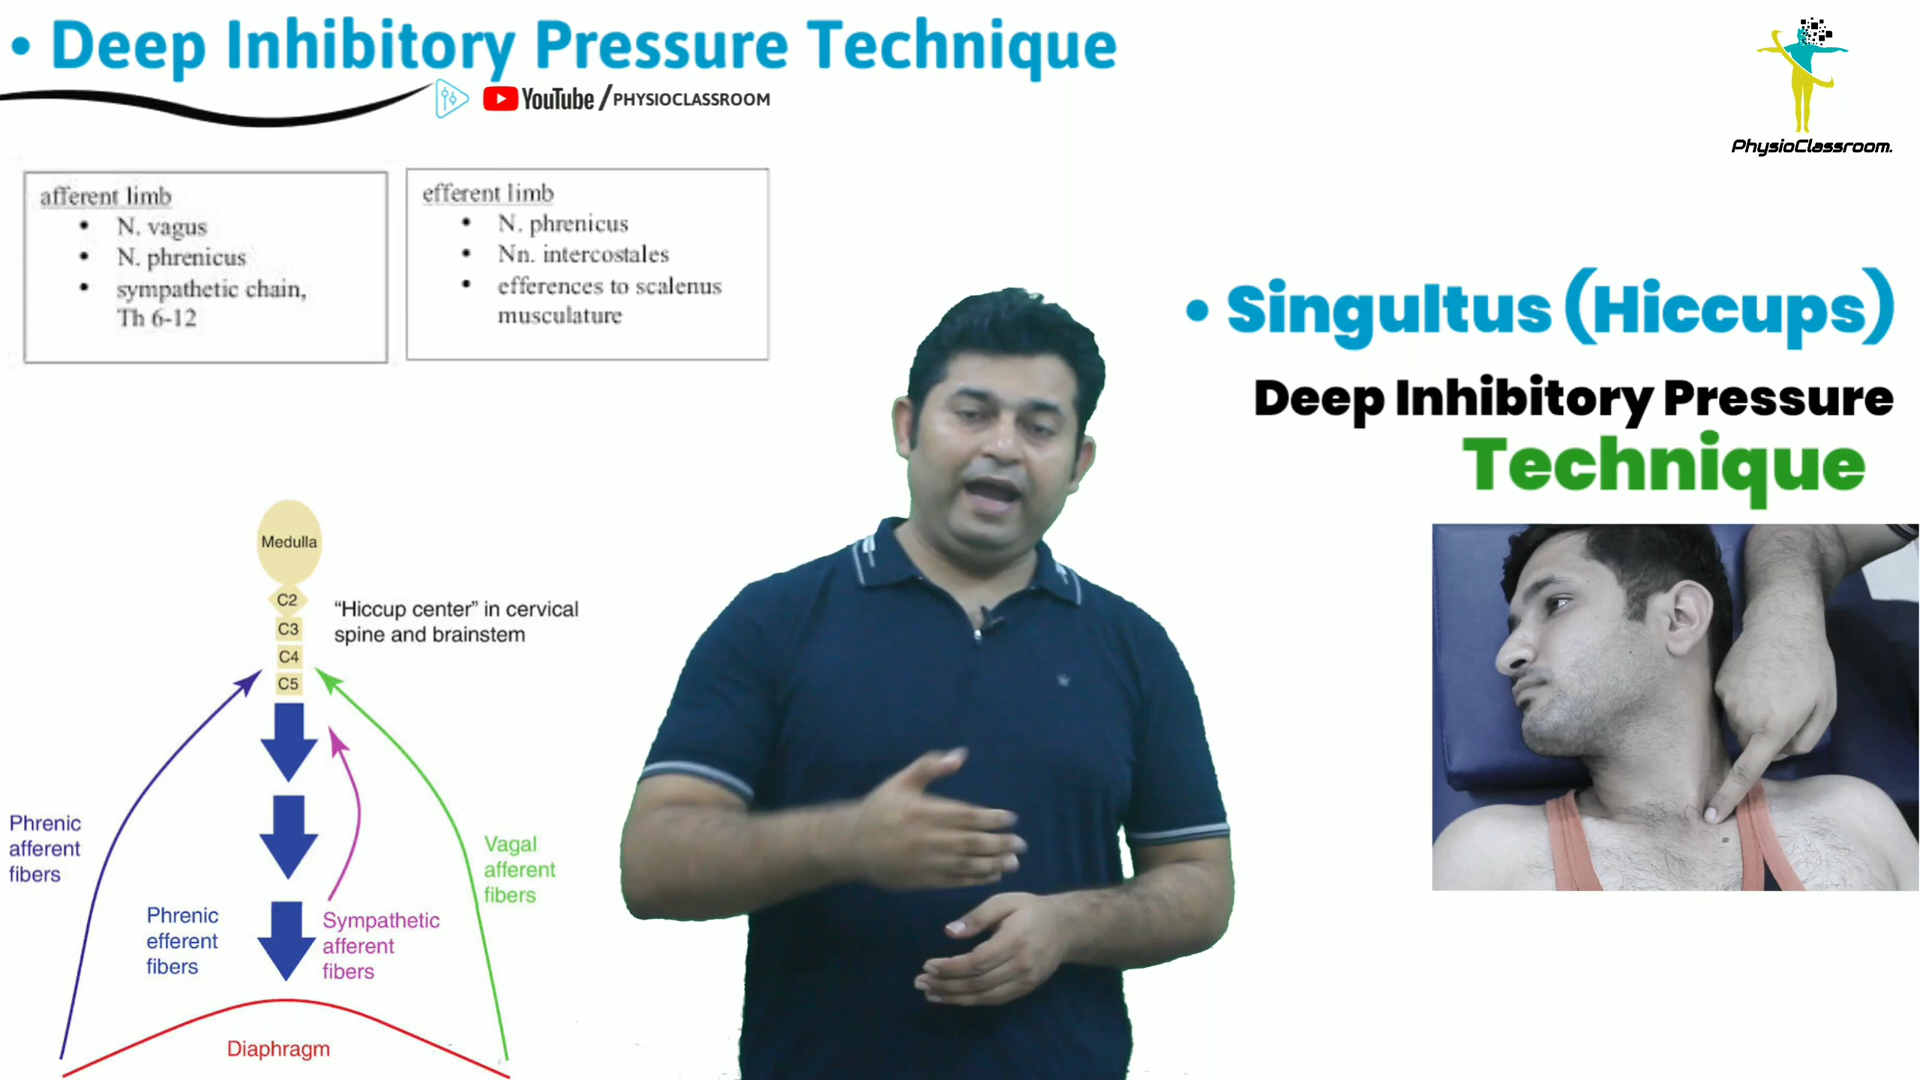 • Deep Inhibitory Pressure Technique
YouTube / PHYSIOCLASSROOM
PhysioClassroom.
afferent limb
• N. vagus
• N. phrenicus
• sympathetic chain,
Th 6-12
efferent limb
• N. phrenicus
• Nn. intercostales
• efferences to scalenus
musculature
• Singultus (Hiccups)
Deep Inhibitory Pressure
Technique
Medulla
C2
C3
C4
C5
"Hiccup center" in cervical
spine and brainstem
Phrenic
afferent
fibers
Phrenic
efferent
fibers
Sympathetic
afferent
fibers
Vagal
afferent
fibers
Diaphragm